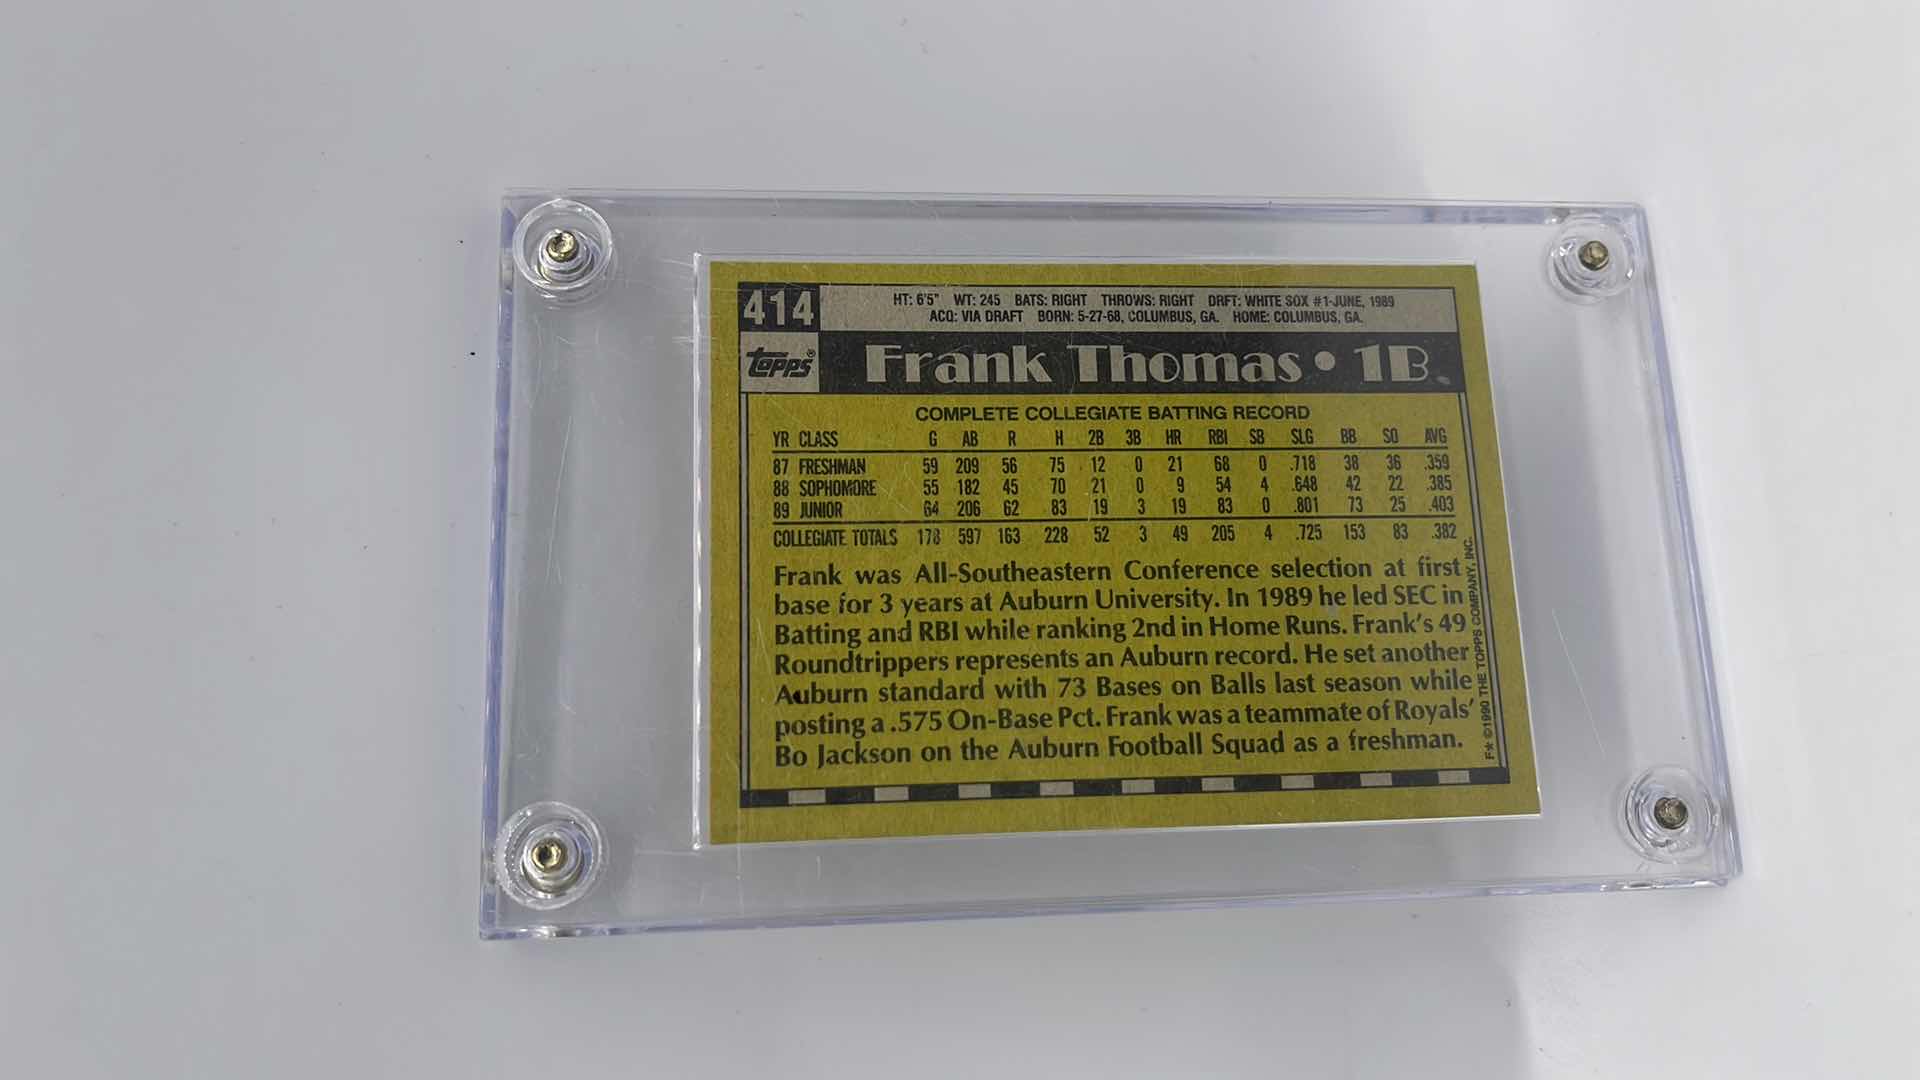 414
HT: 6'5" WT: 245 BATS: RIGHT THROWS: RIGHT DRFT: WHITE SOX #1-JUNE, 1989
ACQ: VIA DRAFT BORN: 5-27-68, COLUMBUS, GA. HOME: COLUMBUS, GA.
topps®
Frank Thomas • 1B
COMPLETE COLLEGIATE BATTING RECORD
YR CLASS G AB R H 2B 3B HR RBI SB SLG BB SO AVG
87 FRESHMAN 59 209 56 75 12 0 21 68 0 .718 38 36 .359
88 SOPHOMORE 55 182 45 70 21 0 9 54 4 .648 42 22 .385
89 JUNIOR 64 206 62 83 19 3 19 83 0 .801 73 25 .403
COLLEGIATE TOTALS 178 597 163 228 52 3 49 205 4 .725 153 83 .382
Frank was All-Southeastern Conference selection at first
base for 3 years at Auburn University. In 1989 he led SEC in
Batting and RBI while ranking 2nd in Home Runs. Frank's 49
Roundtrippers represents an Auburn record. He set another
Auburn standard with 73 Bases on Balls last season while
posting a .575 On-Base Pct. Frank was a teammate of Royals'
Bo Jackson on the Auburn Football Squad as a freshman.
F* ©1990 THE TOPPS COMPANY, INC.